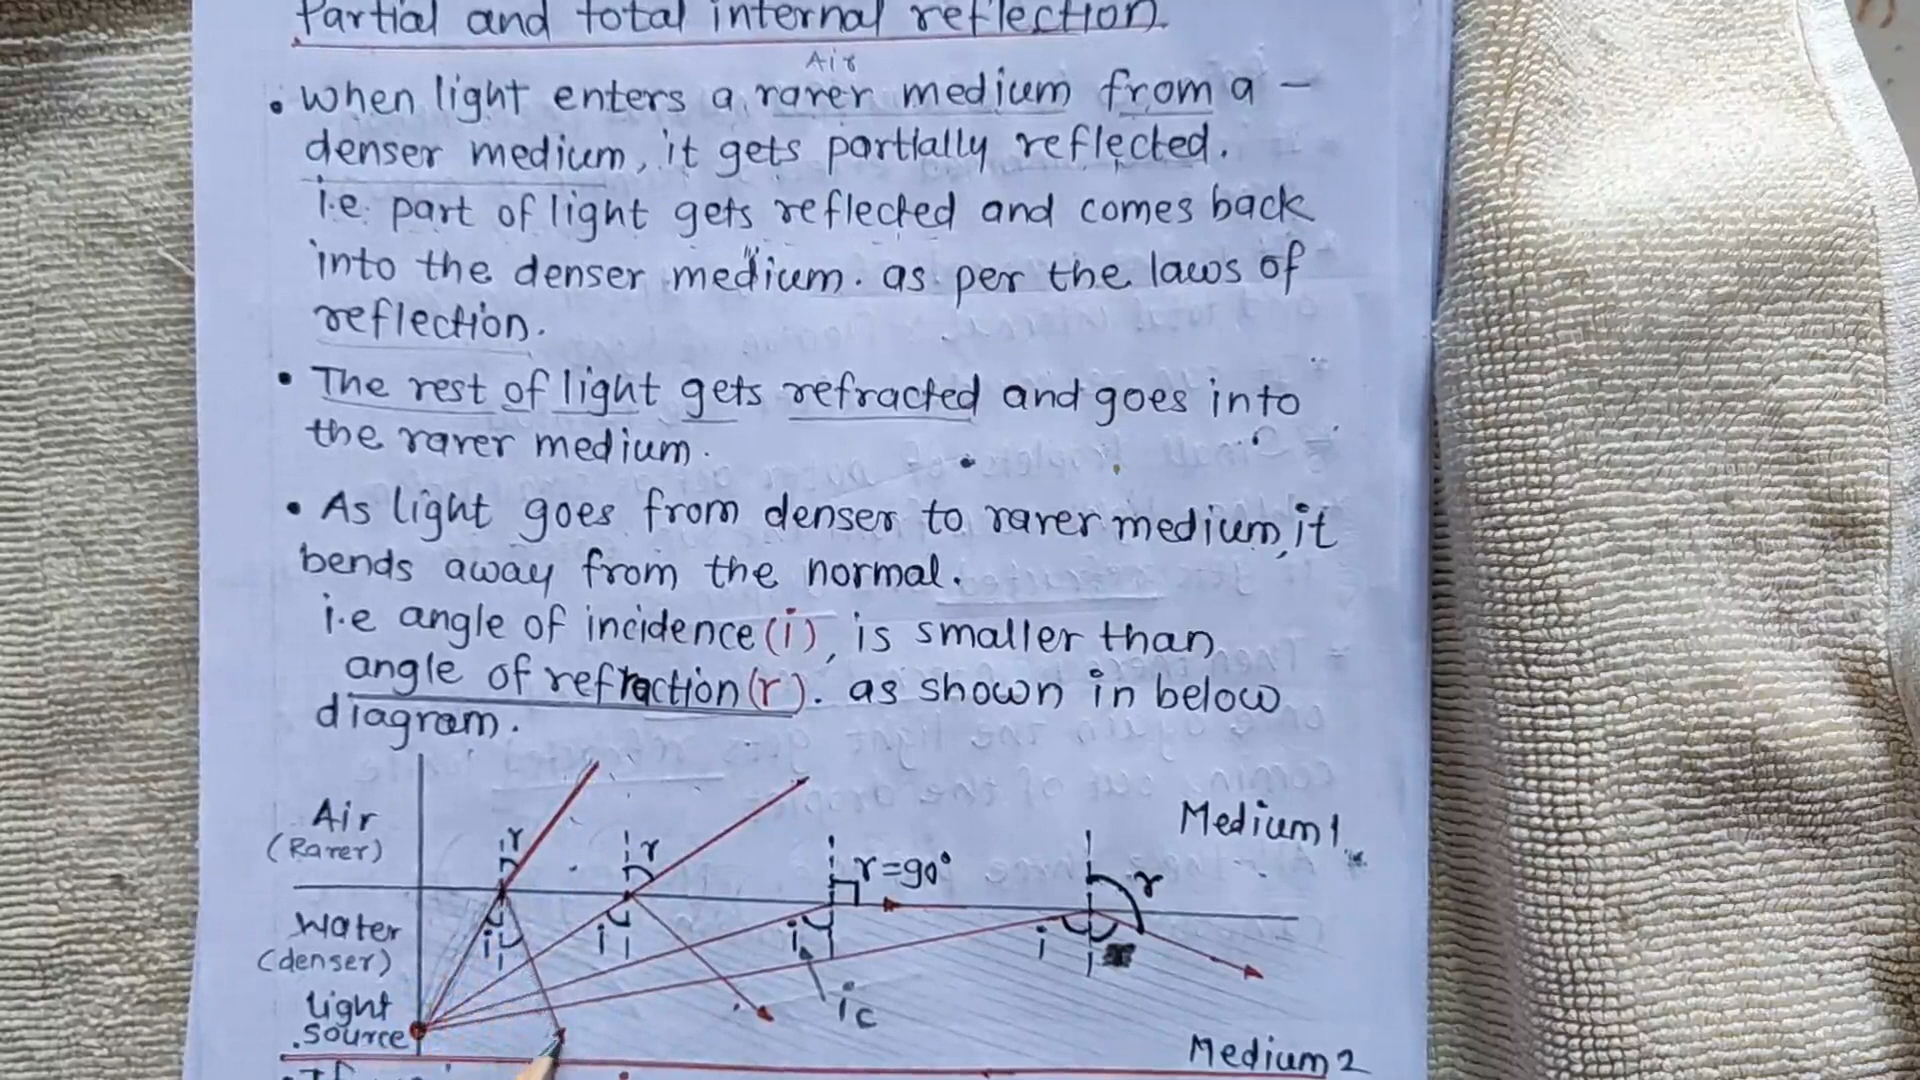 Partial and total internal reflection.
Air
• When light enters a rarer medium from a -
denser medium, it gets partially reflected.
i.e. part of light gets reflected and comes back
into the denser medium. as per the laws of
reflection.
• The rest of light gets refracted and goes into
the rarer medium.
• As light goes from denser to rarer medium, it
bends away from the normal.
i.e angle of incidence (i), is smaller than
angle of refraction (r). as shown in below
diagram.
Air
(Rarer)
r
r
r=90°
r
Medium 1
Water
(denser)
i
i
i
i
ic
light
source
Medium 2